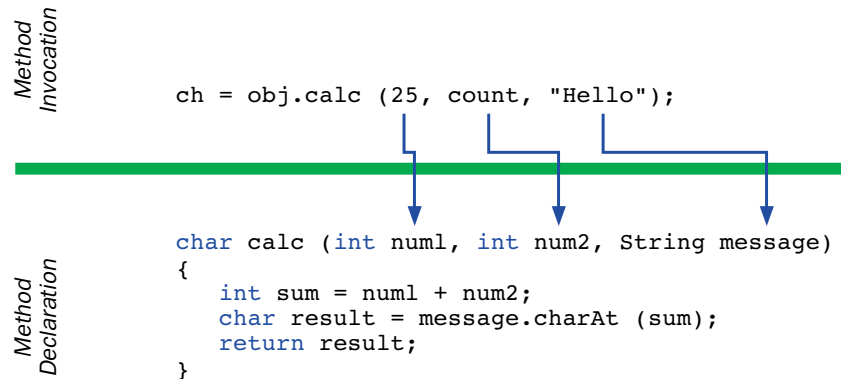 Method
Invocation
ch = obj.calc (25, count, "Hello");
Method
Declaration
char calc (int num1, int num2, String message)
{
int sum = num1 + num2;
char result = message.charAt (sum);
return result;
}